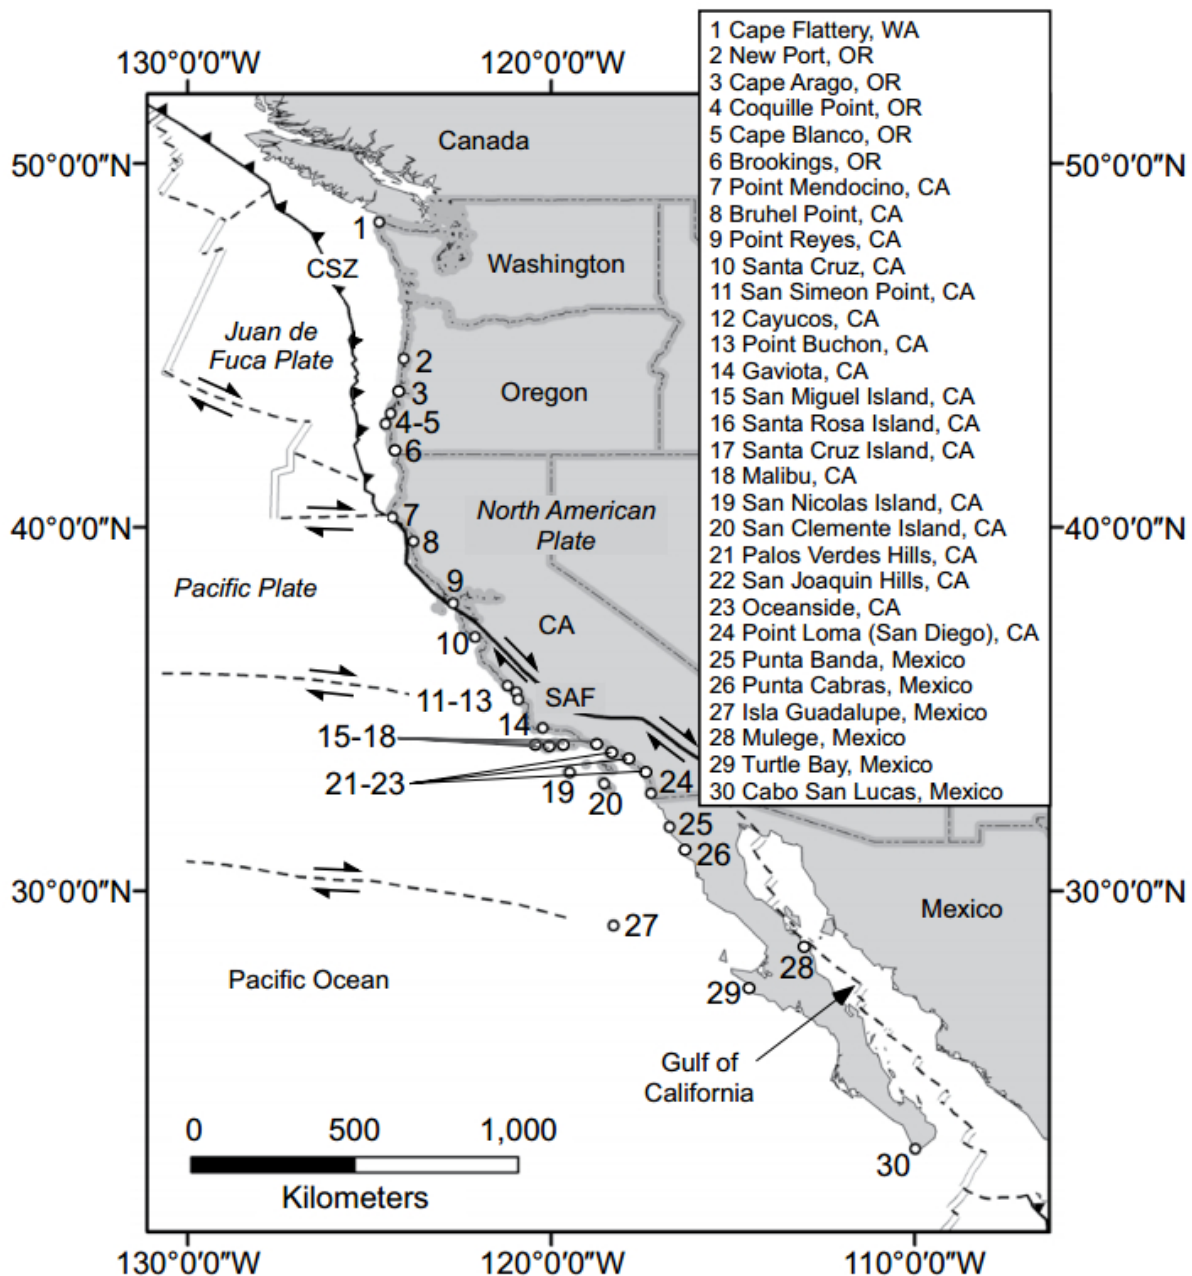 130°0′0″W
120°0′0″W
1 Cape Flattery, WA
2 New Port, OR
3 Cape Arago, OR
4 Coquille Point, OR
5 Cape Blanco, OR
6 Brookings, OR
7 Point Mendocino, CA
8 Bruhel Point, CA
9 Point Reyes, CA
10 Santa Cruz, CA
11 San Simeon Point, CA
12 Cayucos, CA
13 Point Buchon, CA
14 Gaviota, CA
15 San Miguel Island, CA
16 Santa Rosa Island, CA
17 Santa Cruz Island, CA
18 Malibu, CA
19 San Nicolas Island, CA
20 San Clemente Island, CA
21 Palos Verdes Hills, CA
22 San Joaquin Hills, CA
23 Oceanside, CA
24 Point Loma (San Diego), CA
25 Punta Banda, Mexico
26 Punta Cabras, Mexico
27 Isla Guadalupe, Mexico
28 Mulege, Mexico
29 Turtle Bay, Mexico
30 Cabo San Lucas, Mexico
50°0′0″N
50°0′0″N
Canada
1
CSZ
Washington
Juan de
Fuca Plate
2
3
Oregon
4-5
6
7
North American
Plate
40°0′0″N
40°0′0″N
8
Pacific Plate
9
CA
10
11-13
SAF
14
15-18
21-23
19
20
24
25
26
30°0′0″N
30°0′0″N
27
Mexico
28
Pacific Ocean
29
Gulf of
California
0
500
1,000
Kilometers
30
130°0′0″W
120°0′0″W
110°0′0″W